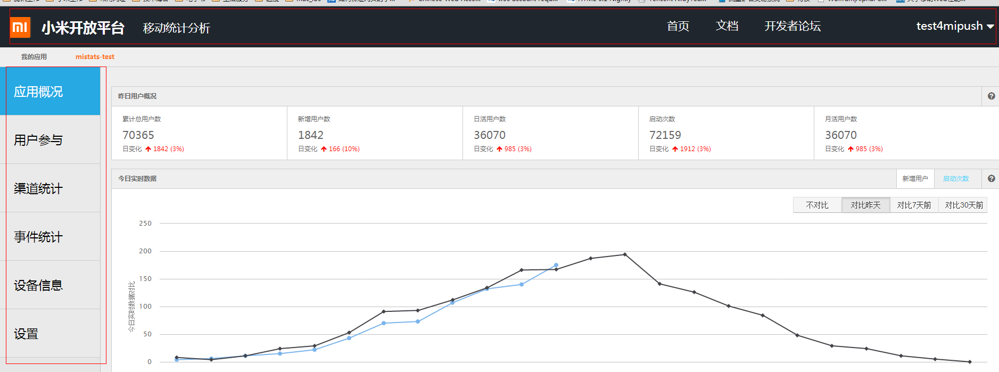 mi 小米开放平台 移动统计分析 首页 文档 开发者论坛 test4mipush
我的应用 mistats-test
应用概况
用户参与
渠道统计
事件统计
设备信息
设置
昨日用户概况
累计总用户数 新增用户数 日活用户数 启动次数 月活用户数
70365 1842 36070 72159 36070
日变化 1842 (3%) 日变化 166 (10%) 日变化 985 (3%) 日变化 1912 (3%) 日变化 985 (3%)
今日实时数据 新增用户 启动次数
不对比 对比昨天 对比7天前 对比30天前
250
200
150
100
50
0
今日实时数据对比